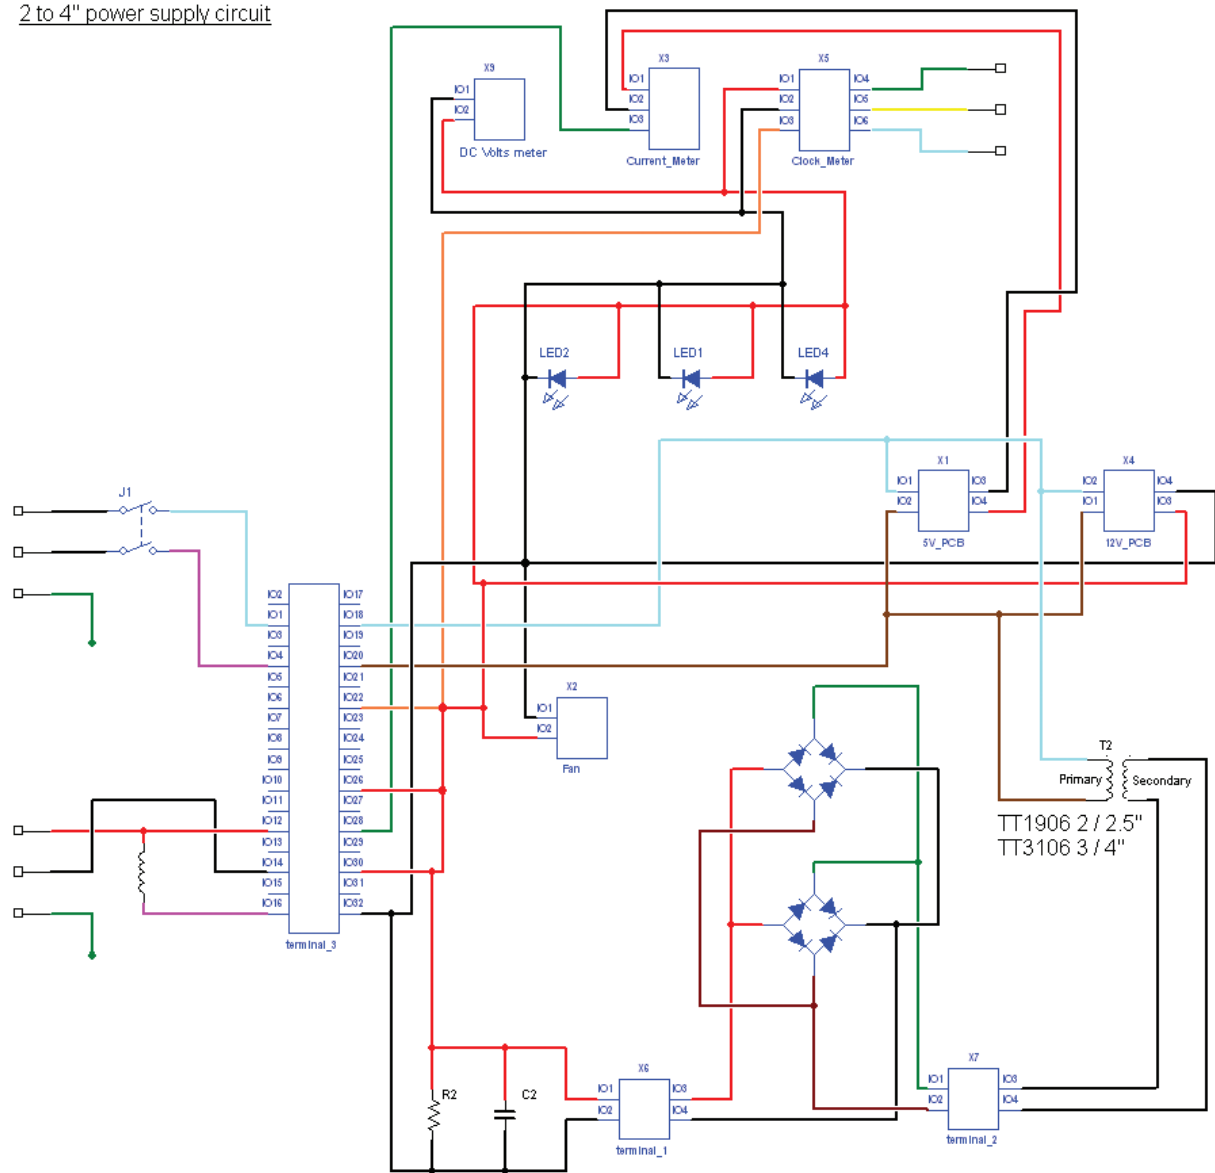 2 to 4" power supply circuit
X9
IO1
IO2
DC Volts meter
X3
IO1
IO2
IO3
Current_Meter
X5
IO1
IO2
IO3
IO4
IO5
IO6
Clock_Meter
LED2
LED1
LED4
J1
X1
IO1
IO2
IO3
IO4
5V_PCB
X4
IO2
IO1
IO4
IO3
12V_PCB
IO2
IO1
IO3
IO4
IO5
IO6
IO7
IO8
IO9
IO10
IO11
IO12
IO13
IO14
IO15
IO16
IO17
IO18
IO19
IO20
IO21
IO22
IO23
IO24
IO25
IO26
IO27
IO28
IO29
IO30
IO31
IO32
terminal_3
X2
IO1
IO2
Fan
T2
Primary
Secondary
TT1906 2 / 2.5"
TT3106 3 / 4"
R2
C2
X6
IO1
IO2
IO3
IO4
terminal_1
X7
IO1
IO2
IO3
IO4
terminal_2